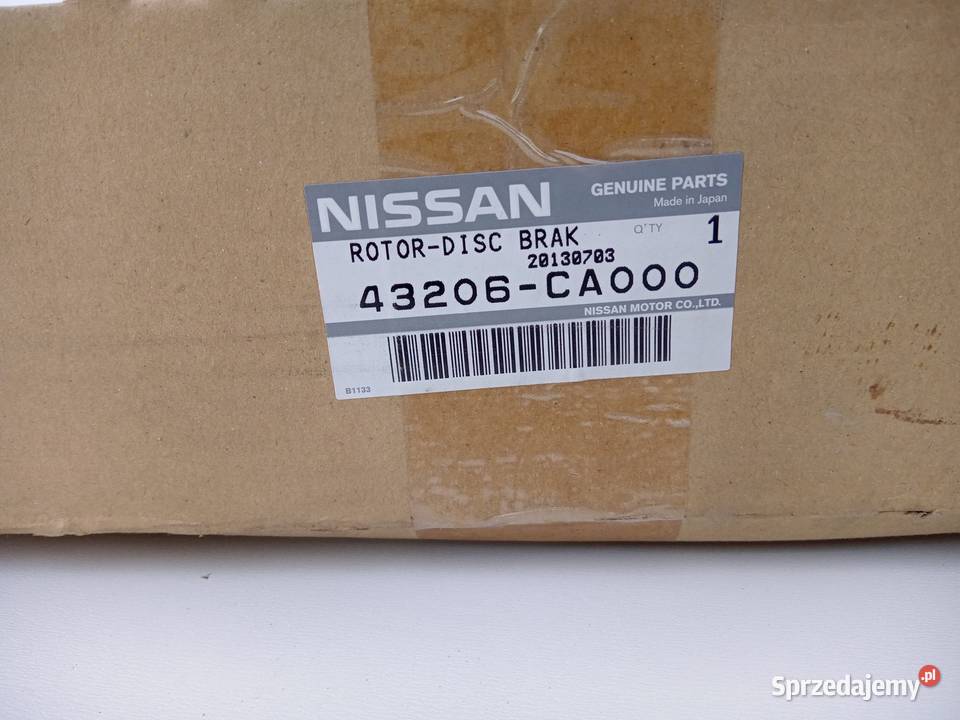 NISSAN
GENUINE PARTS
Made in Japan
ROTOR-DISC BRAK
Q'TY 1
20130703
43206-CA000
NISSAN MOTOR CO.,LTD.
B1133
Sprzedajemy.pl